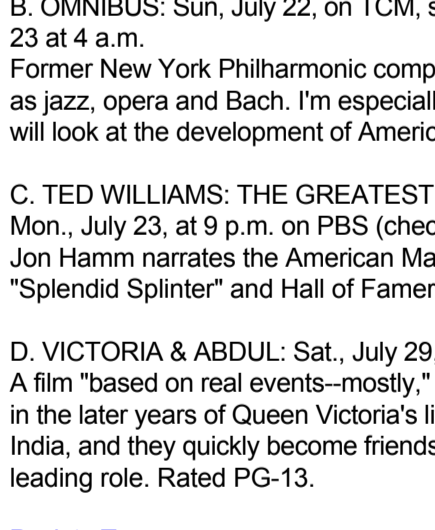 B. OMNIBUS: Sun, July 22, on TCM, s
23 at 4 a.m.
Former New York Philharmonic comp
as jazz, opera and Bach. I'm especiall
will look at the development of Americ
C. TED WILLIAMS: THE GREATEST
Mon., July 23, at 9 p.m. on PBS (chec
Jon Hamm narrates the American Ma
"Splendid Splinter" and Hall of Famer
D. VICTORIA & ABDUL: Sat., July 29,
A film "based on real events--mostly,"
in the later years of Queen Victoria's li
India, and they quickly become friends
leading role. Rated PG-13.